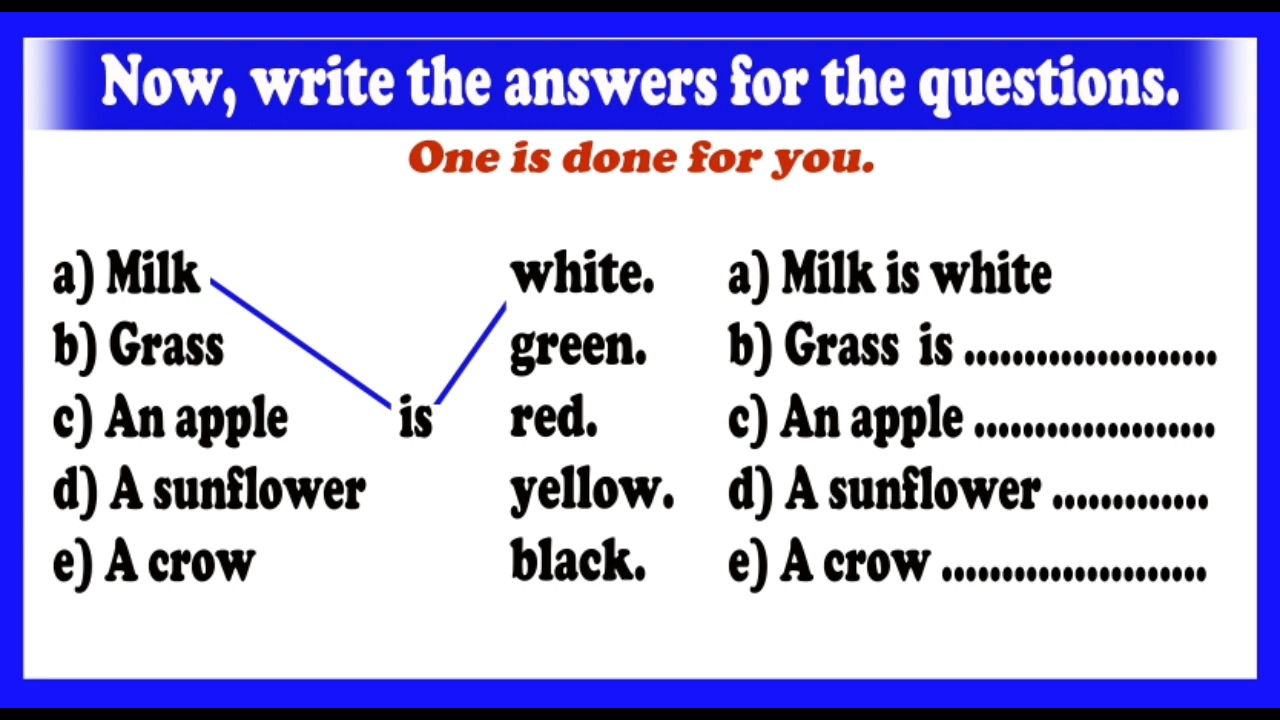 Now, write the answers for the questions.
One is done for you.
a) Milk white. a) Milk is white
b) Grass green. b) Grass is .....................
c) An apple is red. c) An apple ....................
d) A sunflower yellow. d) A sunflower .............
e) A crow black. e) A crow ......................